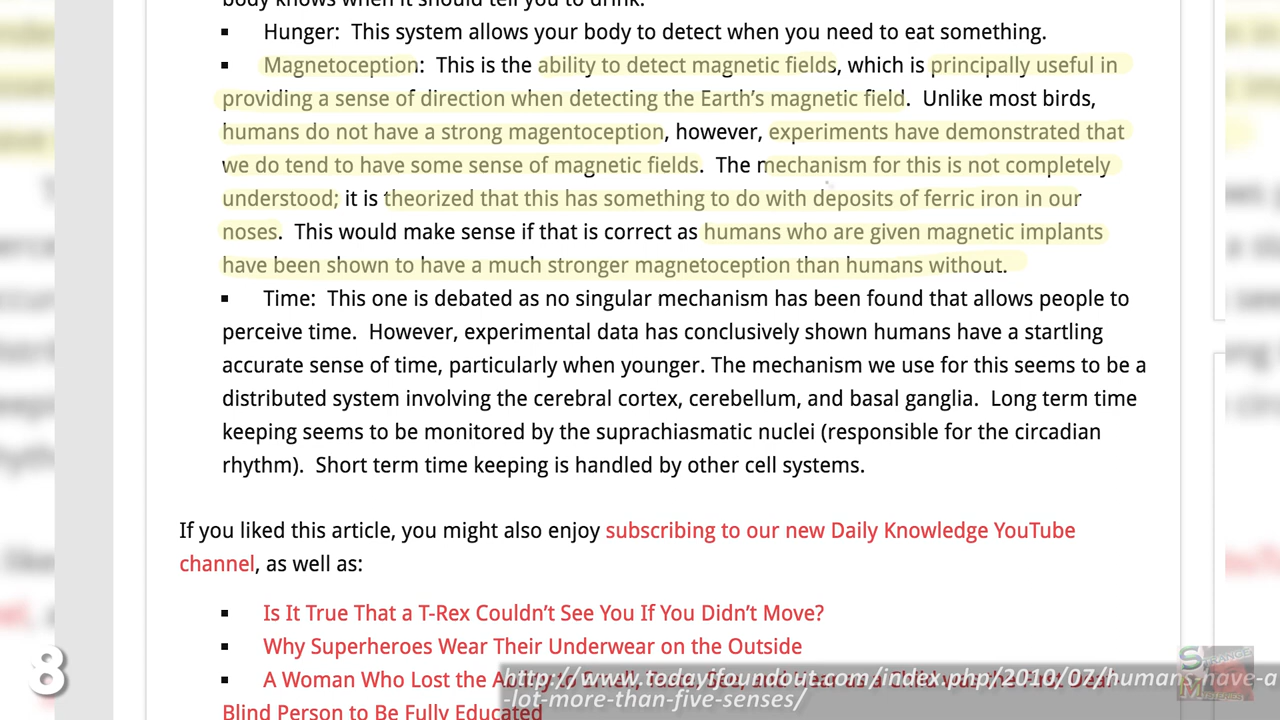 body knows when it should tell you to drink.
▪ Hunger: This system allows your body to detect when you need to eat something.
▪ Magnetoception: This is the ability to detect magnetic fields, which is principally useful in
providing a sense of direction when detecting the Earth's magnetic field. Unlike most birds,
humans do not have a strong magentoception, however, experiments have demonstrated that
we do tend to have some sense of magnetic fields. The mechanism for this is not completely
understood; it is theorized that this has something to do with deposits of ferric iron in our
noses. This would make sense if that is correct as humans who are given magnetic implants
have been shown to have a much stronger magnetoception than humans without.
▪ Time: This one is debated as no singular mechanism has been found that allows people to
perceive time. However, experimental data has conclusively shown humans have a startling
accurate sense of time, particularly when younger. The mechanism we use for this seems to be a
distributed system involving the cerebral cortex, cerebellum, and basal ganglia. Long term time
keeping seems to be monitored by the suprachiasmatic nuclei (responsible for the circadian
rhythm). Short term time keeping is handled by other cell systems.
If you liked this article, you might also enjoy subscribing to our new Daily Knowledge YouTube
channel, as well as:
▪ Is It True That a T-Rex Couldn't See You If You Didn't Move?
▪ Why Superheroes Wear Their Underwear on the Outside
▪ A Woman Who Lost the
Blind Person to Be Fully Educated
8
http://www.todayifoundout.com/index.php/2010/07/humans-have-a
-lot-more-than-five-senses/
STRANGE